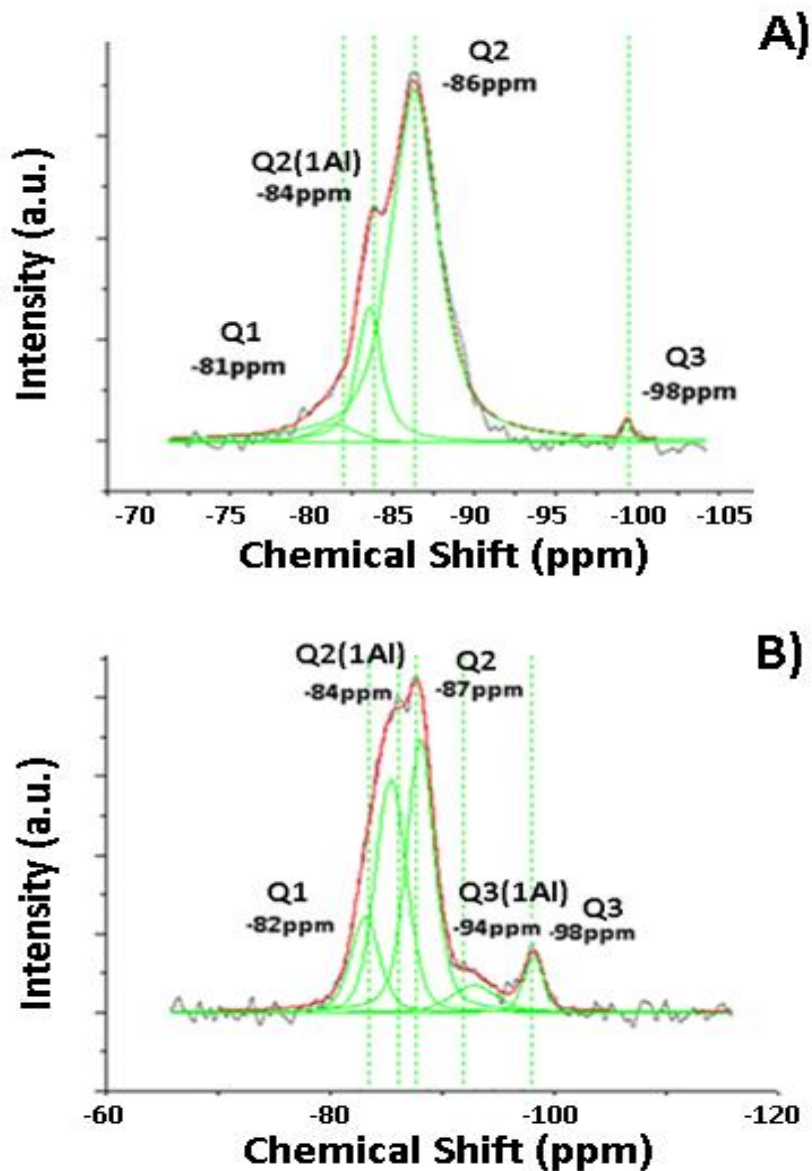 A)
Q2
-86ppm
Q2(1Al)
-84ppm
Q1
-81ppm
Q3
-98ppm
Intensity (a.u.)
-70 -75 -80 -85 -90 -95 -100 -105
Chemical Shift (ppm)
B)
Q2(1Al) Q2
-84ppm -87ppm
Q1
-82ppm
Q3(1Al) Q3
-94ppm -98ppm
Intensity (a.u.)
-60 -80 -100 -120
Chemical Shift (ppm)